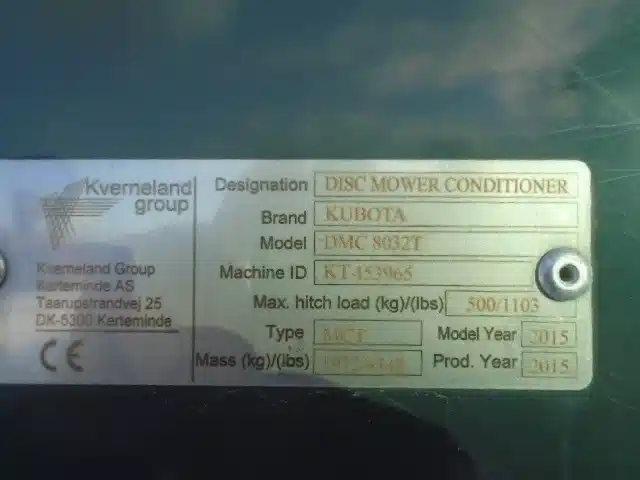 Kverneland
group
Kverneland Group
Kerteminde AS
Taarupstrandvej 25
DK-5300 Kerteminde
CE
Designation DISC MOWER CONDITIONER
Brand KUBOTA
Model DMC 8032T
Machine ID KT453965
Max. hitch load (kg)/(lbs) 500/1103
Type Model Year 2015
Mass (kg)/(lbs) Prod. Year 2015